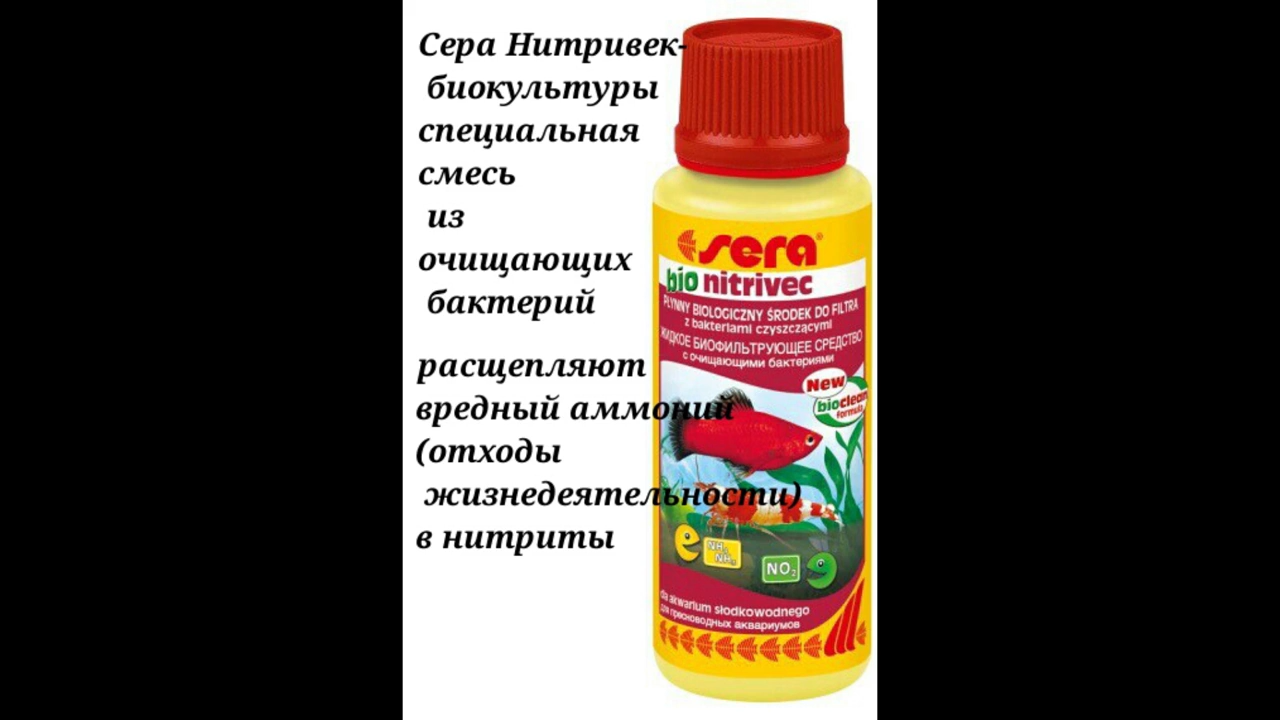 Сера Нитривек-
биокультуры
специальная
смесь
из
очищающих
бактерий
расщепляют
вредный аммоний
(отходы
жизнедеятельности)
в нитриты
sera®
bio nitrivec
PŁYNNY BIOLOGICZNY ŚRODEK DO FILTRA
z bakteriami czyszczącymi
ЖИДКОЕ БИОФИЛЬТРУЮЩЕЕ СРЕДСТВО
с очищающими бактериями
New
bioclean
formula
NH₃
NO₂
da akwarium słodkowodnego
для пресноводных аквариумов